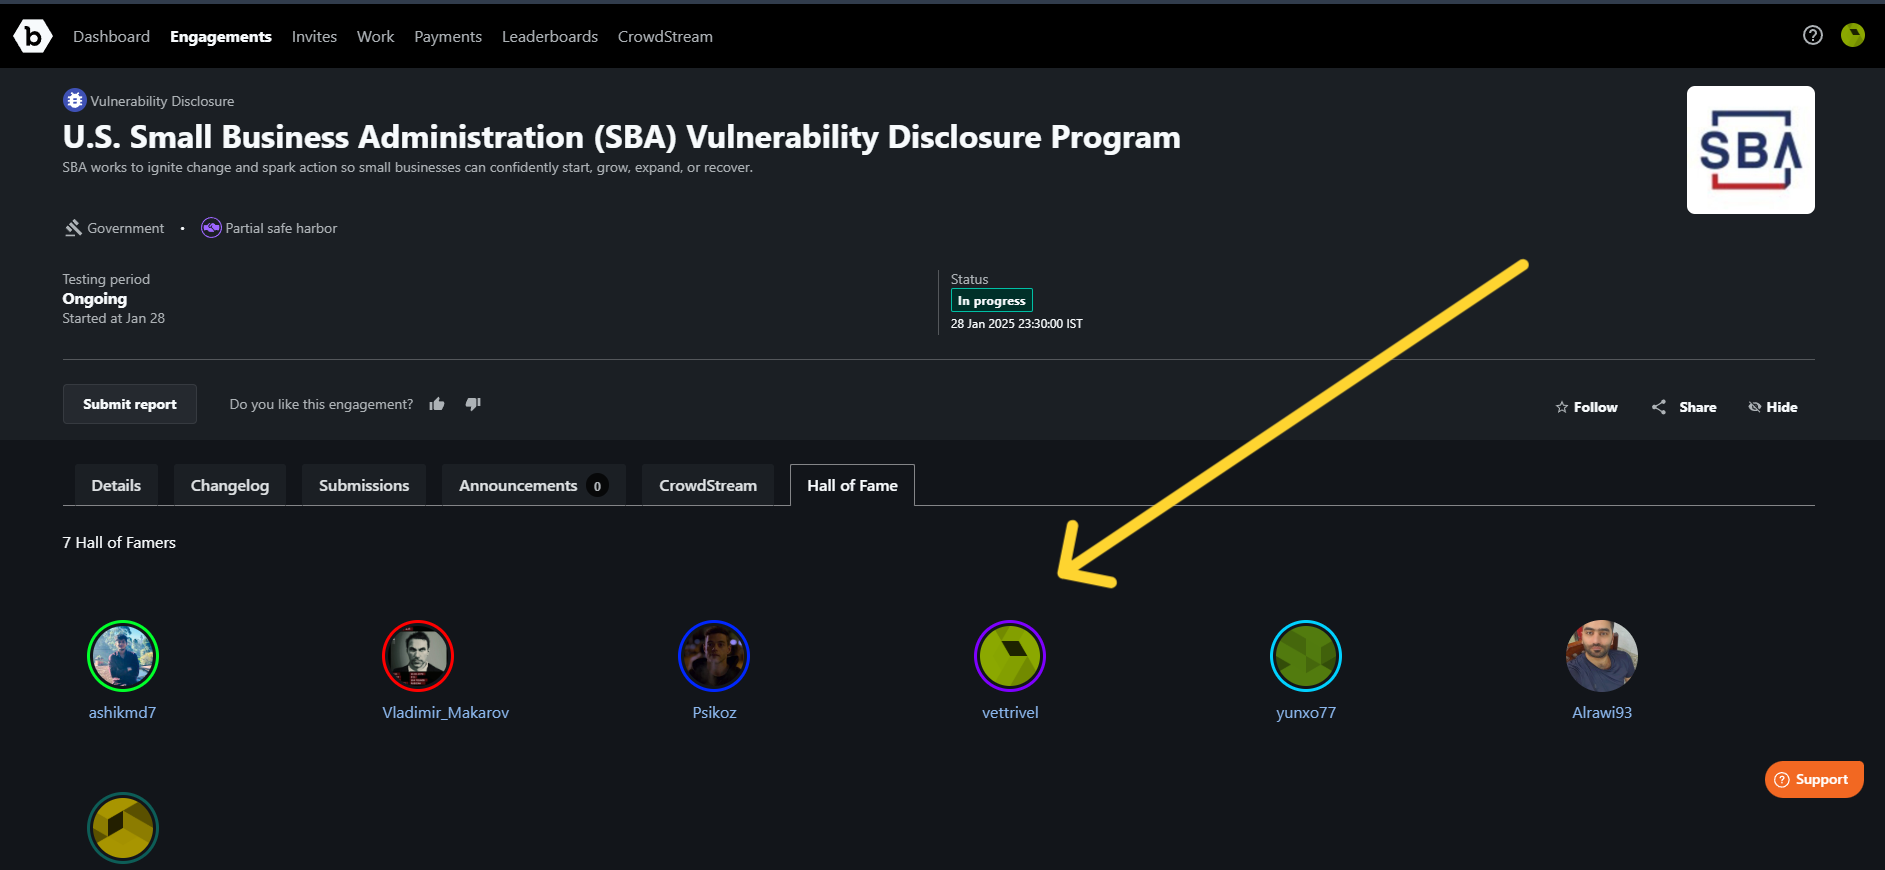 b Dashboard Engagements Invites Work Payments Leaderboards CrowdStream
Vulnerability Disclosure
U.S. Small Business Administration (SBA) Vulnerability Disclosure Program
SBA works to ignite change and spark action so small businesses can confidently start, grow, expand, or recover.
SBA
Government • Partial safe harbor
Testing period
Ongoing
Started at Jan 28
Status
In progress
28 Jan 2025 23:30:00 IST
Submit report Do you like this engagement? Follow Share Hide
Details Changelog Submissions Announcements 0 CrowdStream Hall of Fame
7 Hall of Famers
ashikmd7 Vladimir_Makarov Psikoz vettrivel yunxo77 Alrawi93
? Support